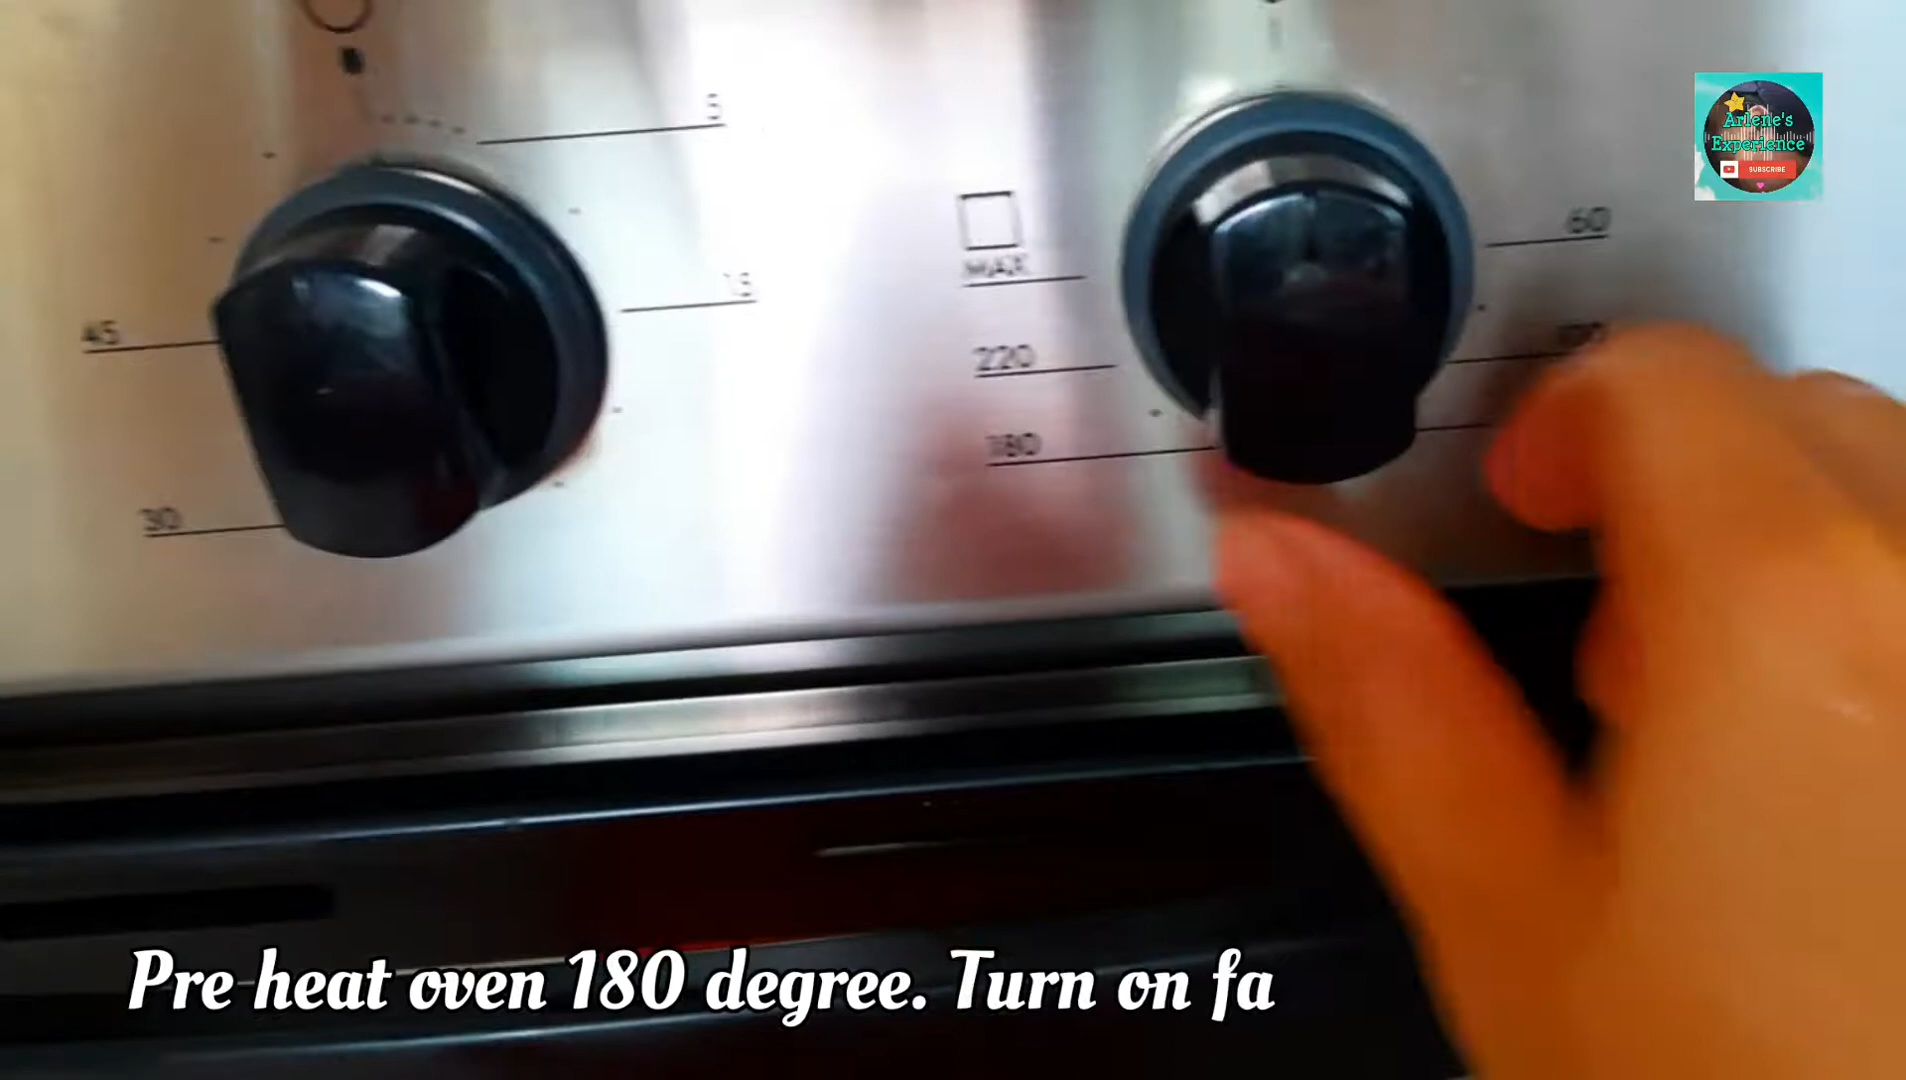 5
15
45
30
MAX
220
180
60
Arlene's
Experience
SUBSCRIBE
Pre heat oven 180 degree. Turn on fa